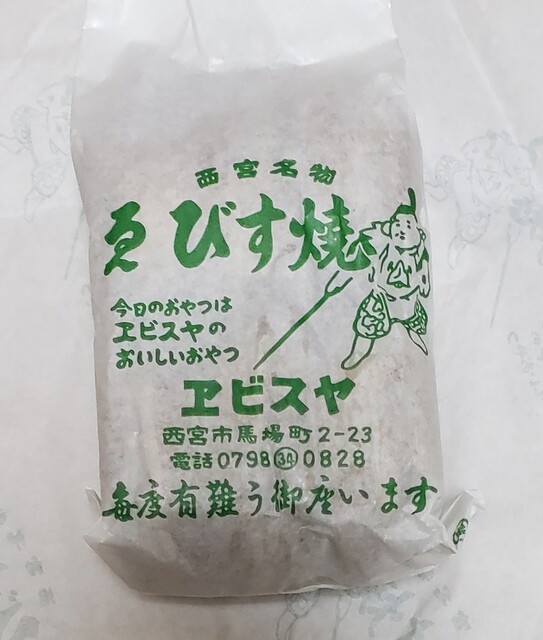 西宮名物
ゑびす焼
今日のおやつは
ヱビスヤの
おいしいおやつ
ヱビスヤ
西宮市馬場町2-23
電話0798㉞0828
毎度有難う御座います